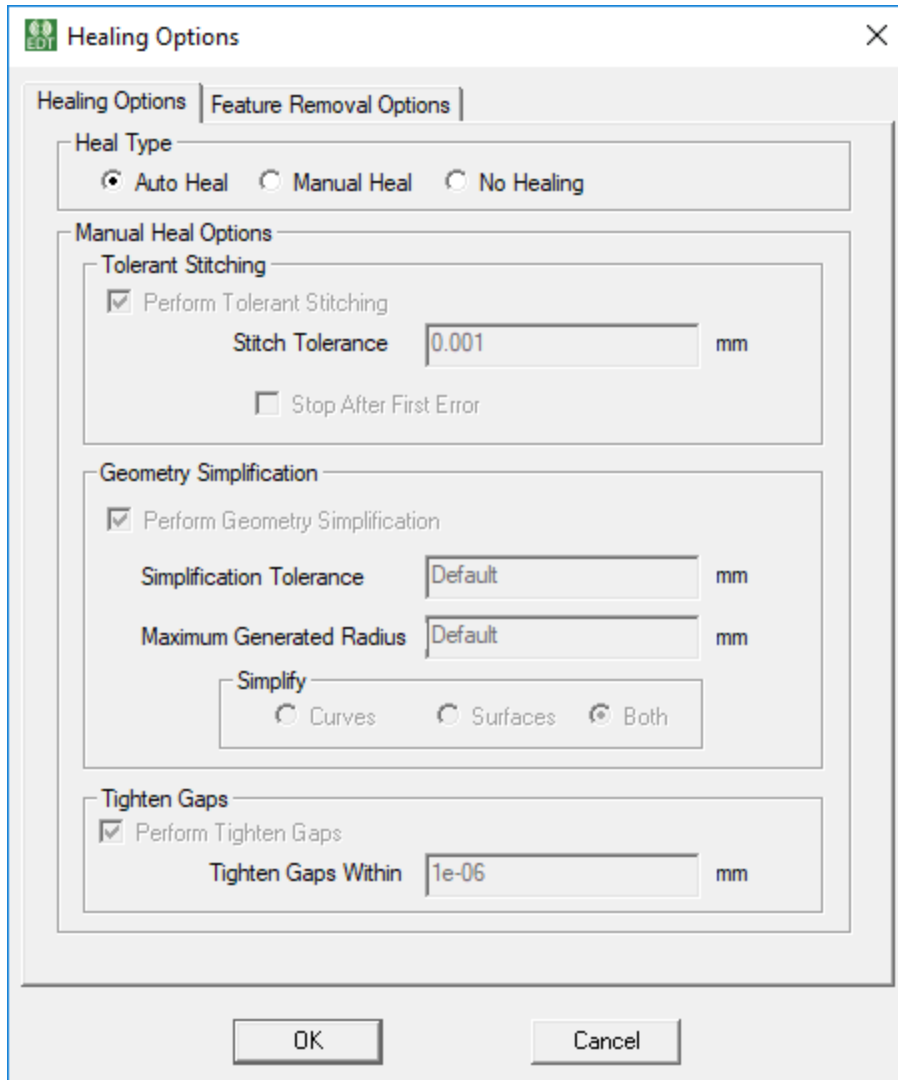 EDT Healing Options
Healing Options Feature Removal Options
Heal Type
Auto Heal Manual Heal No Healing
Manual Heal Options
Tolerant Stitching
Perform Tolerant Stitching
Stitch Tolerance 0.001 mm
Stop After First Error
Geometry Simplification
Perform Geometry Simplification
Simplification Tolerance Default mm
Maximum Generated Radius Default mm
Simplify
Curves Surfaces Both
Tighten Gaps
Perform Tighten Gaps
Tighten Gaps Within 1e-06 mm
OK Cancel